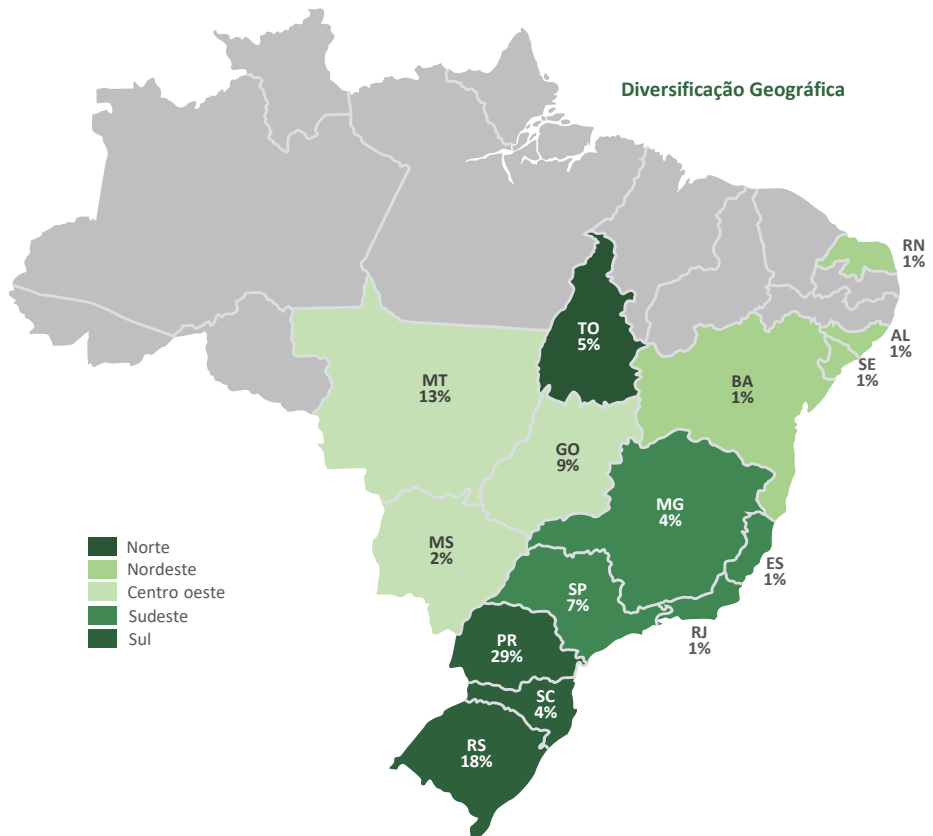 Diversificação Geográfica
RN
1%
TO
5%
AL
1%
SE
1%
MT
13%
BA
1%
GO
9%
MG
4%
MS
2%
ES
1%
SP
7%
RJ
1%
PR
29%
SC
4%
RS
18%
Norte
Nordeste
Centro oeste
Sudeste
Sul